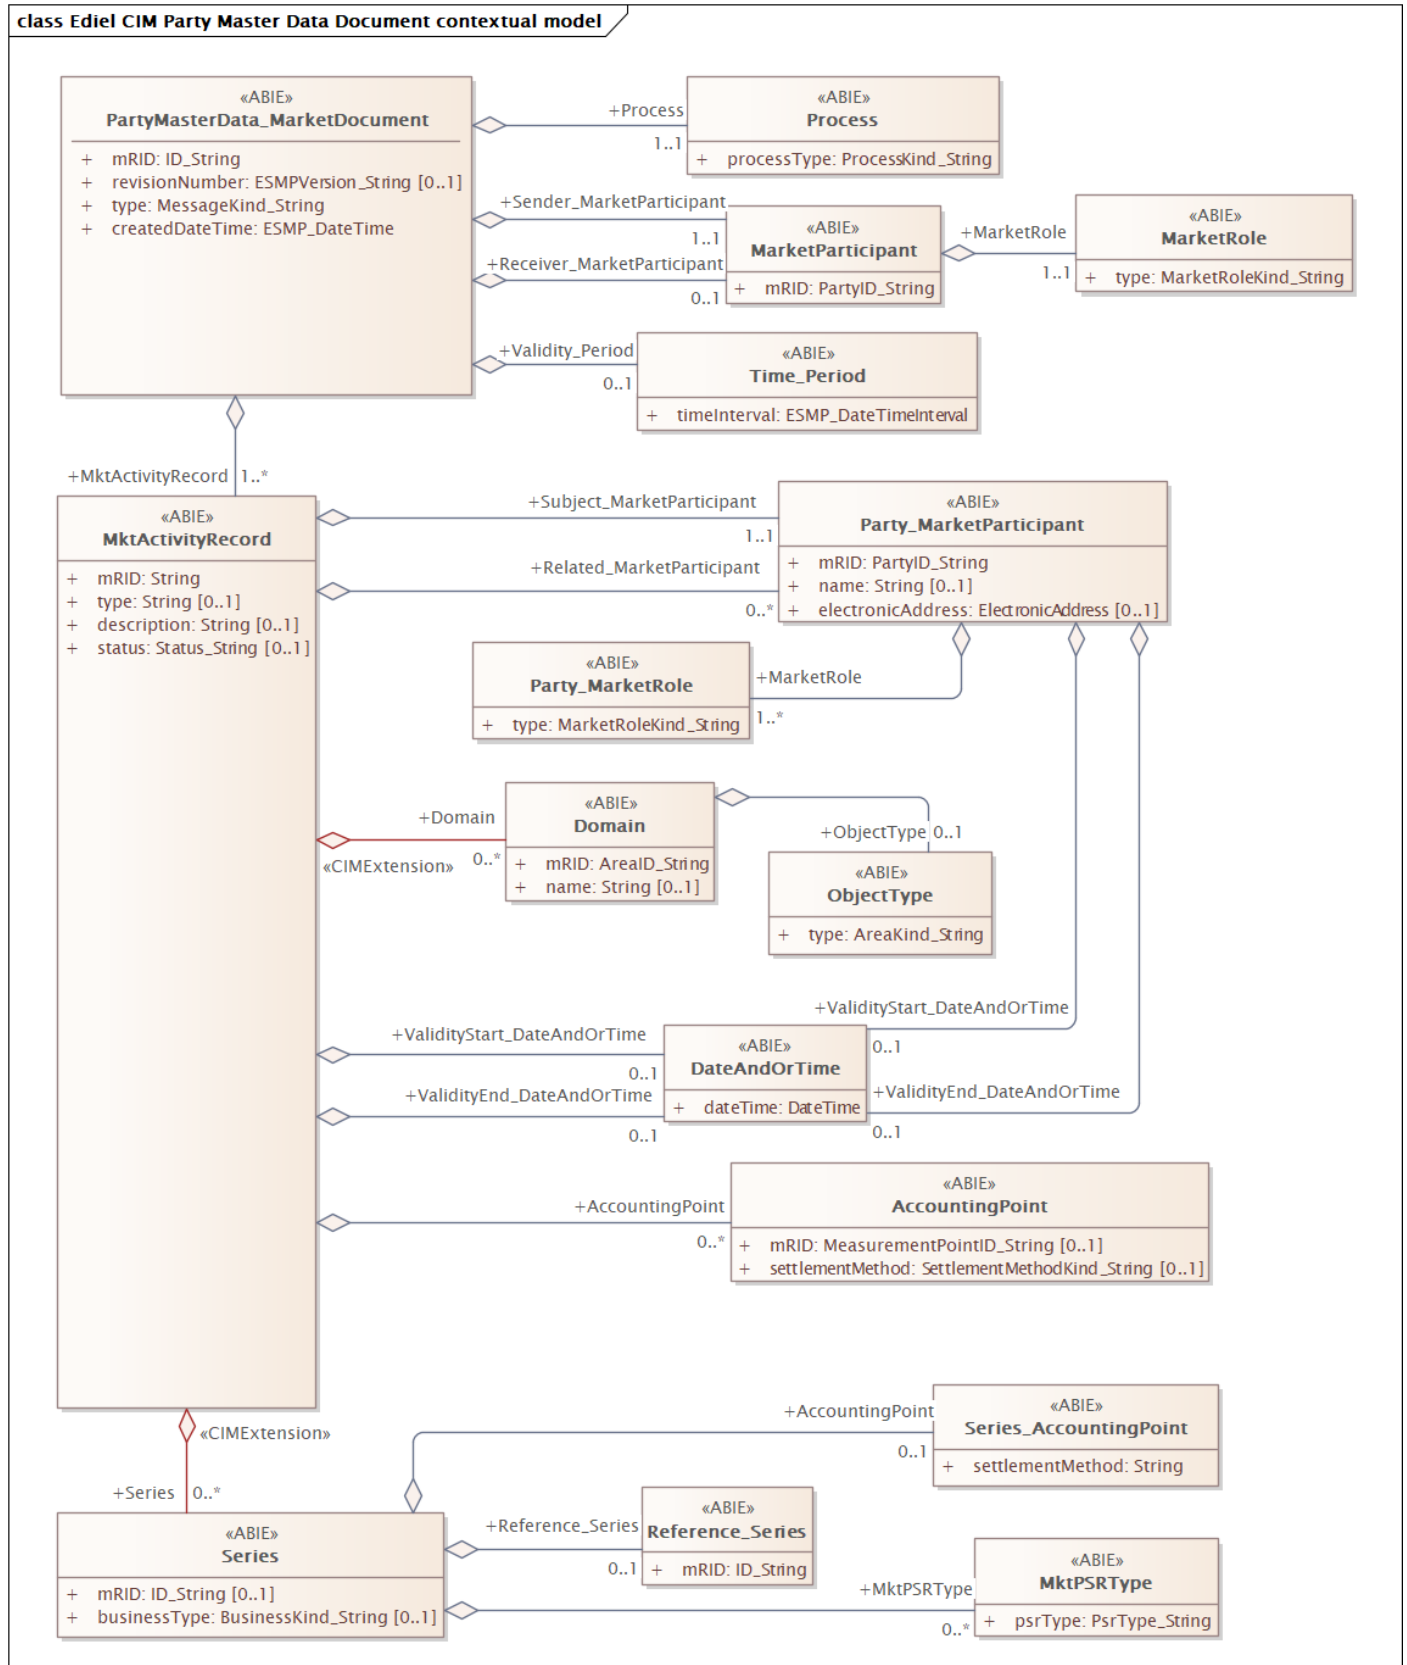 class Ediel CIM Party Master Data Document contextual model
«ABIE»
PartyMasterData_MarketDocument
+ mRID: ID_String
+ revisionNumber: ESMPVersion_String [0..1]
+ type: MessageKind_String
+ createdDateTime: ESMP_DateTime
+Process
1..1
«ABIE»
Process
+ processType: ProcessKind_String
+Sender_MarketParticipant
1..1
+Receiver_MarketParticipant
0..1
«ABIE»
MarketParticipant
+ mRID: PartyID_String
+MarketRole
1..1
«ABIE»
MarketRole
+ type: MarketRoleKind_String
+Validity_Period
0..1
«ABIE»
Time_Period
+ timeInterval: ESMP_DateTimeInterval
+MktActivityRecord
1..*
«ABIE»
MktActivityRecord
+ mRID: String
+ type: String [0..1]
+ description: String [0..1]
+ status: Status_String [0..1]
+Subject_MarketParticipant
1..1
+Related_MarketParticipant
0..*
«ABIE»
Party_MarketParticipant
+ mRID: PartyID_String
+ name: String [0..1]
+ electronicAddress: ElectronicAddress [0..1]
«ABIE»
Party_MarketRole
+ type: MarketRoleKind_String
+MarketRole
1..*
+Domain
«CIMExtension»
0..*
«ABIE»
Domain
+ mRID: AreaID_String
+ name: String [0..1]
+ObjectType
0..1
«ABIE»
ObjectType
+ type: AreaKind_String
+ValidityStart_DateAndOrTime
0..1
+ValidityEnd_DateAndOrTime
0..1
«ABIE»
DateAndOrTime
+ dateTime: DateTime
+ValidityStart_DateAndOrTime
0..1
+ValidityEnd_DateAndOrTime
0..1
+AccountingPoint
0..*
«ABIE»
AccountingPoint
+ mRID: MeasurementPointID_String [0..1]
+ settlementMethod: SettlementMethodKind_String [0..1]
«CIMExtension»
+Series
0..*
+AccountingPoint
0..1
«ABIE»
Series_AccountingPoint
+ settlementMethod: String
«ABIE»
Series
+ mRID: ID_String [0..1]
+ businessType: BusinessKind_String [0..1]
+Reference_Series
0..1
«ABIE»
Reference_Series
+ mRID: ID_String
+MktPSRType
0..*
«ABIE»
MktPSRType
+ psrType: PsrType_String